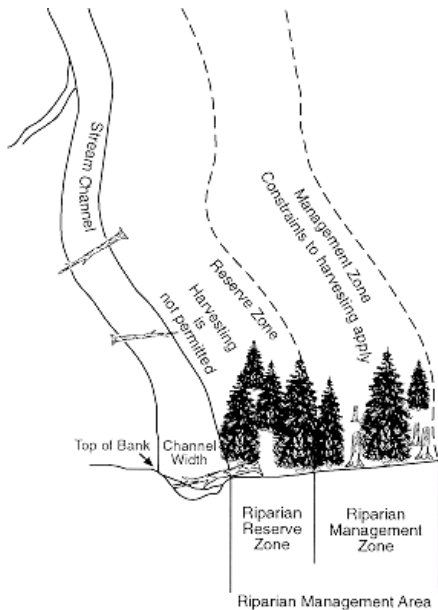 Stream Channel
Management Zone
Constraints to harvesting apply
Reserve Zone
Harvesting
is
not permitted
Top of Bank
Channel
Width
Riparian
Reserve
Zone
Riparian
Management
Zone
Riparian Management Area